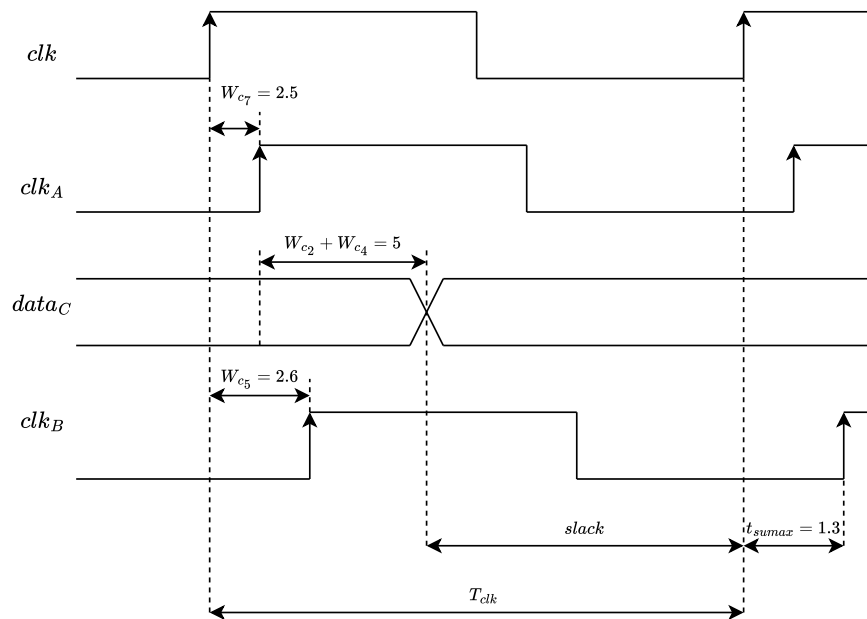 clk
W_{c_7} = 2.5
clk_A
W_{c_2} + W_{c_4} = 5
data_C
W_{c_5} = 2.6
clk_B
slack
t_{sumax} = 1.3
T_{clk}